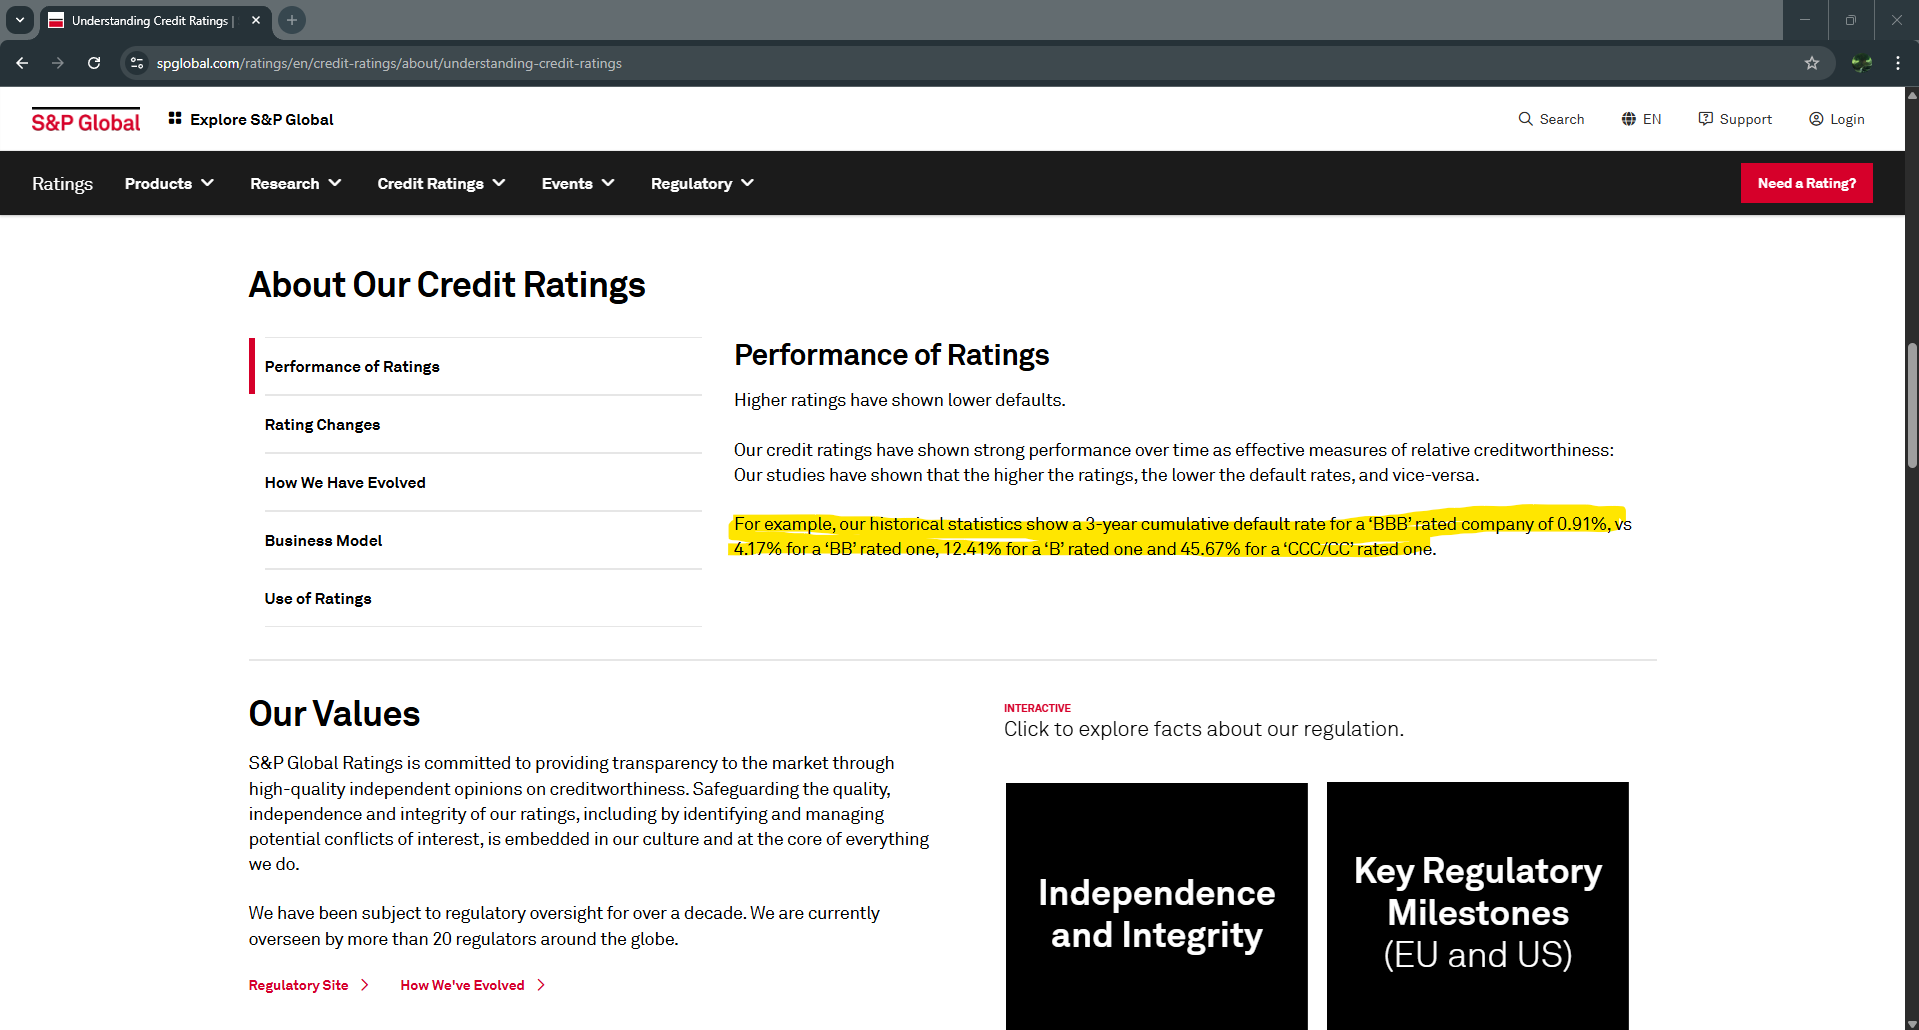 Understanding Credit Ratings |
spglobal.com/ratings/en/credit-ratings/about/understanding-credit-ratings
S&P Global
Explore S&P Global
Search
EN
Support
Login
Ratings
Products
Research
Credit Ratings
Events
Regulatory
Need a Rating?
About Our Credit Ratings
Performance of Ratings
Rating Changes
How We Have Evolved
Business Model
Use of Ratings
Performance of Ratings
Higher ratings have shown lower defaults.
Our credit ratings have shown strong performance over time as effective measures of relative creditworthiness:
Our studies have shown that the higher the ratings, the lower the default rates, and vice-versa.
For example, our historical statistics show a 3-year cumulative default rate for a ‘BBB’ rated company of 0.91%, vs
4.17% for a ‘BB’ rated one, 12.41% for a ‘B’ rated one and 45.67% for a ‘CCC/CC’ rated one.
Our Values
S&P Global Ratings is committed to providing transparency to the market through
high-quality independent opinions on creditworthiness. Safeguarding the quality,
independence and integrity of our ratings, including by identifying and managing
potential conflicts of interest, is embedded in our culture and at the core of everything
we do.
We have been subject to regulatory oversight for over a decade. We are currently
overseen by more than 20 regulators around the globe.
Regulatory Site
How We've Evolved
INTERACTIVE
Click to explore facts about our regulation.
Independence
and Integrity
Key Regulatory
Milestones
(EU and US)